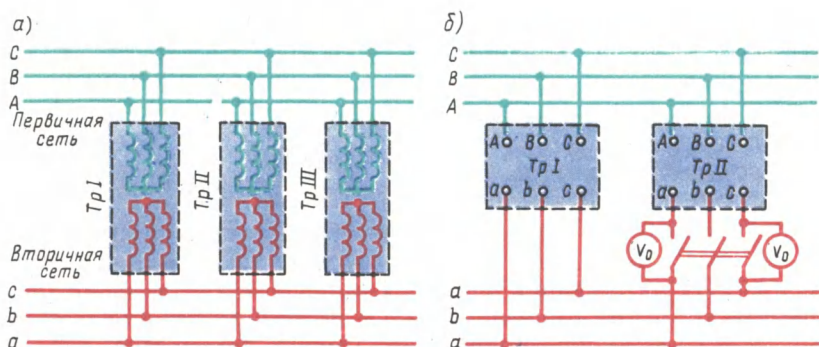 а)
C
B
A
Первичная
сеть
Тр I
Тр II
Тр III
Вторичная
сеть
c
b
a
б)
C
B
A
A B C
Тр I
a b c
A B C
Тр II
a b c
V₀
V₀
a
b
a